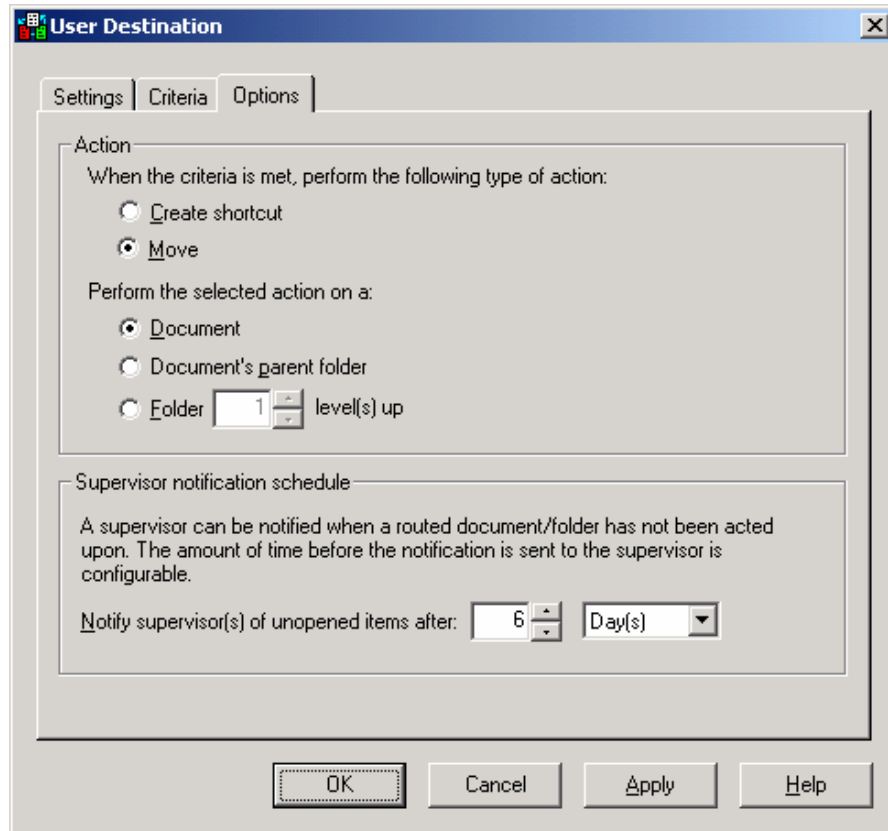 User Destination
Settings Criteria Options
Action
When the criteria is met, perform the following type of action:
Create shortcut
Move
Perform the selected action on a:
Document
Document's parent folder
Folder 1 level(s) up
Supervisor notification schedule
A supervisor can be notified when a routed document/folder has not been acted
upon. The amount of time before the notification is sent to the supervisor is
configurable.
Notify supervisor(s) of unopened items after: 6 Day(s)
OK Cancel Apply Help